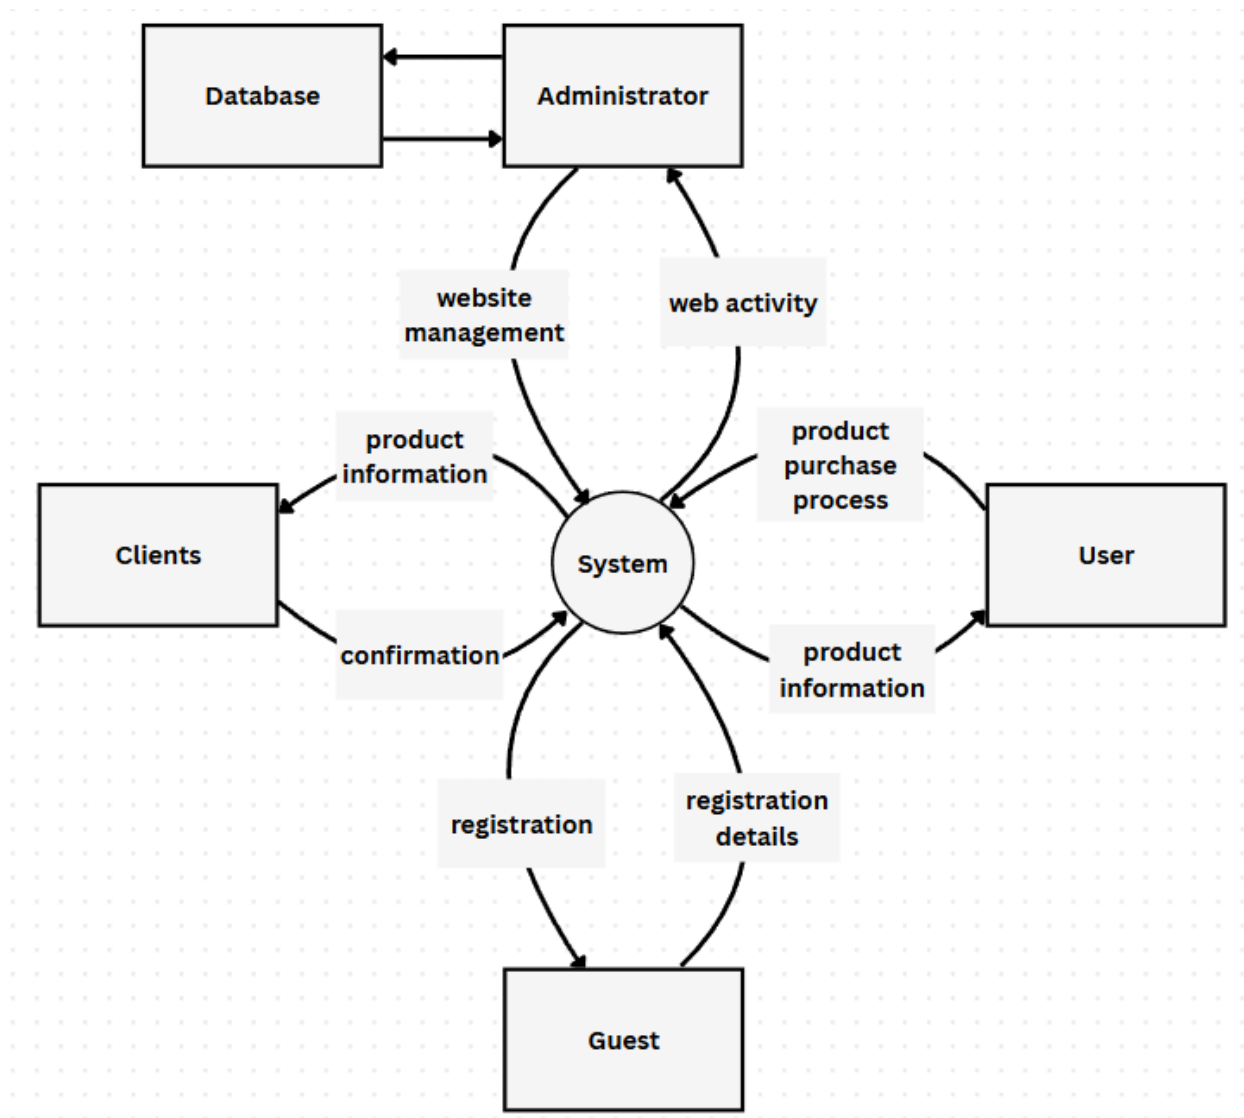 Database
Administrator
website
management
web activity
product
information
product
purchase
process
Clients
System
User
confirmation
product
information
registration
registration
details
Guest